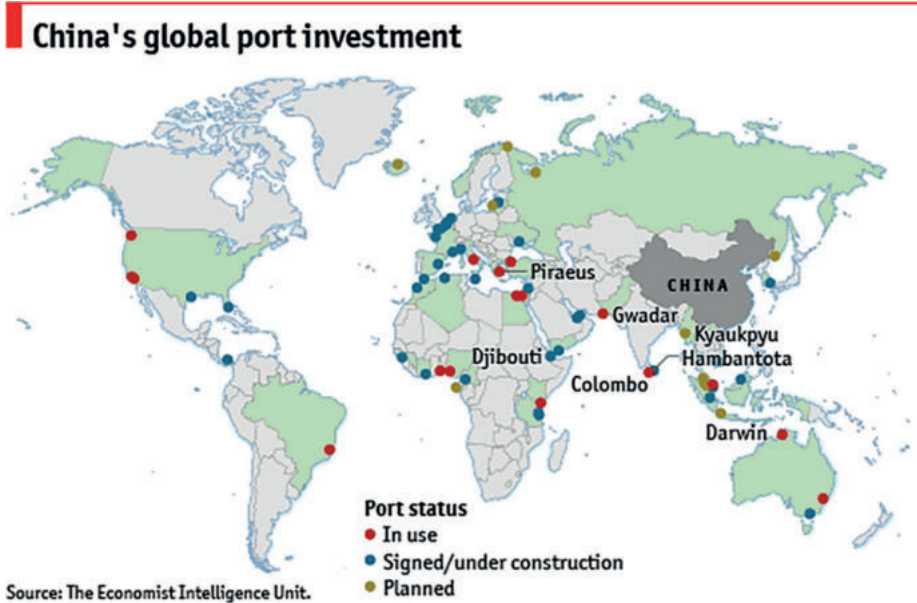 China's global port investment
Piraeus
CHINA
Gwadar
Kyaukpyu
Djibouti
Hambantota
Colombo
Darwin
Port status
In use
Signed/under construction
Planned
Source: The Economist Intelligence Unit.